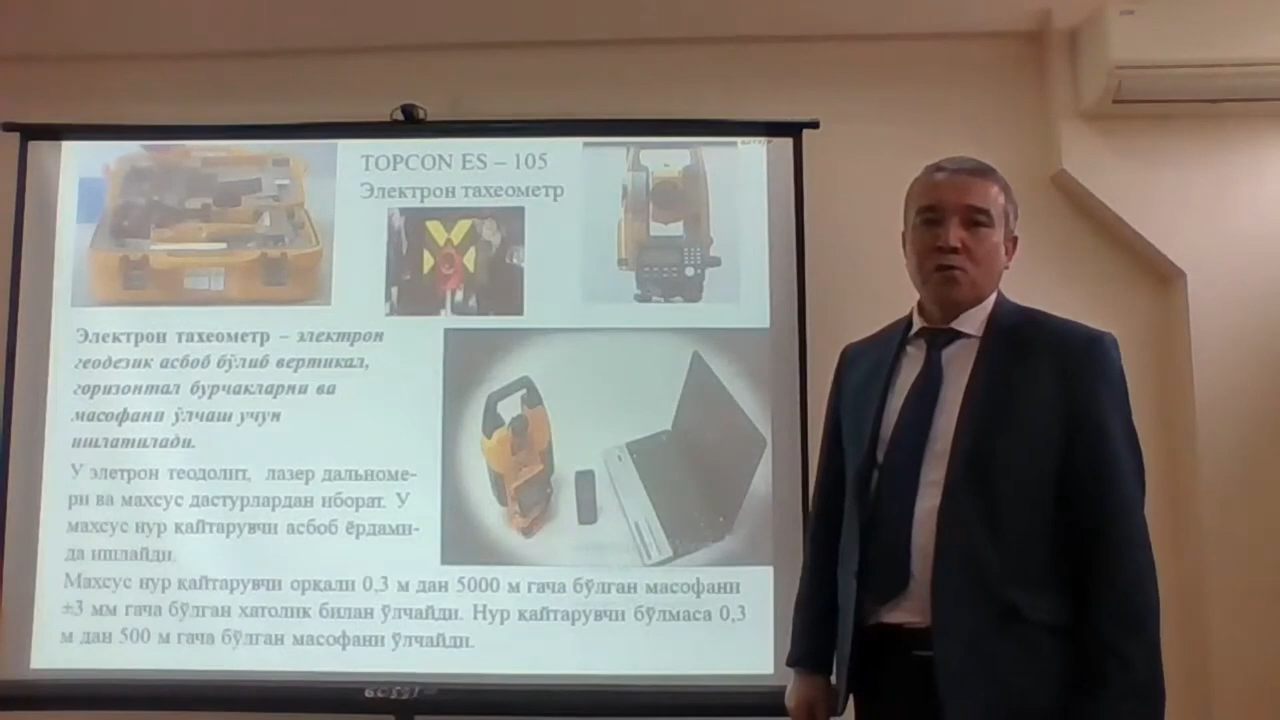 TOPCON ES – 105
Электрон тахеометр
Электрон тахеометр – электрон
геодезик асбоб бўлиб вертикал,
горизонтал бурчакларни ва
масофани ўлчаш учун
ишлатилади.
У элетрон теодолит, лазер дальноме-
ри ва махсус дастурлардан иборат. У
махсус нур қайтарувчи асбоб ёрдами-
да ишлайди.
Махсус нур қайтарувчи орқали 0,3 м дан 5000 м гача бўлган масофани
±3 мм гача бўлган хатолик билан ўлчайди. Нур қайтарувчи бўлмаса 0,3
м дан 500 м гача бўлган масофани ўлчайди.